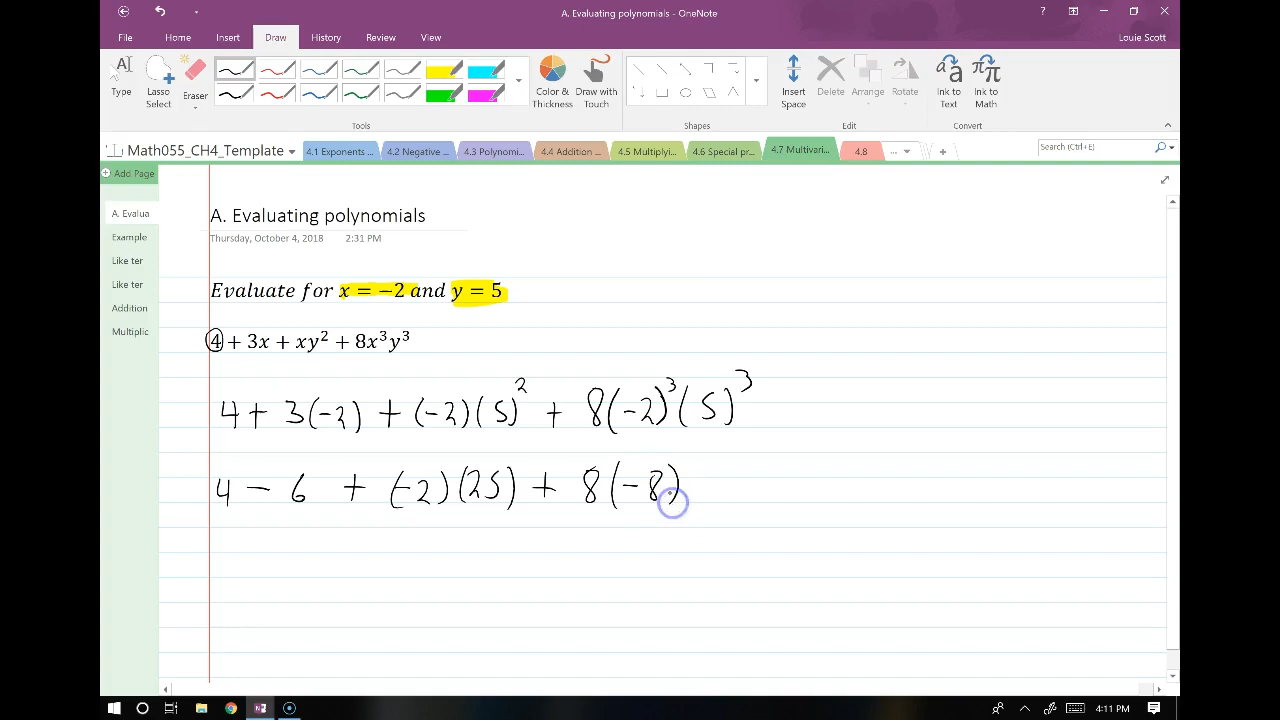 A. Evaluating polynomials - OneNote
Louie Scott
File Home Insert Draw History Review View
Type Lasso Select Eraser Color & Thickness Draw with Touch Insert Space Delete Arrange Rotate Ink to Text Ink to Math
Tools Shapes Edit Convert
Math055_CH4_Template 4.1 Exponents ... 4.2 Negative ... 4.3 Polynomi... 4.4 Addition ... 4.5 Multiplyi... 4.6 Special pr... 4.7 Multivari... 4.8 ... Search (Ctrl+E)
Add Page
A. Evalua
Example
Like ter
Like ter
Addition
Multiplic
A. Evaluating polynomials
Thursday, October 4, 2018 2:31 PM
Evaluate for x = −2 and y = 5
4 + 3x + xy² + 8x³y³
4 + 3(-2) + (-2)(5)² + 8(-2)³(5)³
4 - 6 + (-2)(25) + 8(-8)
4:11 PM